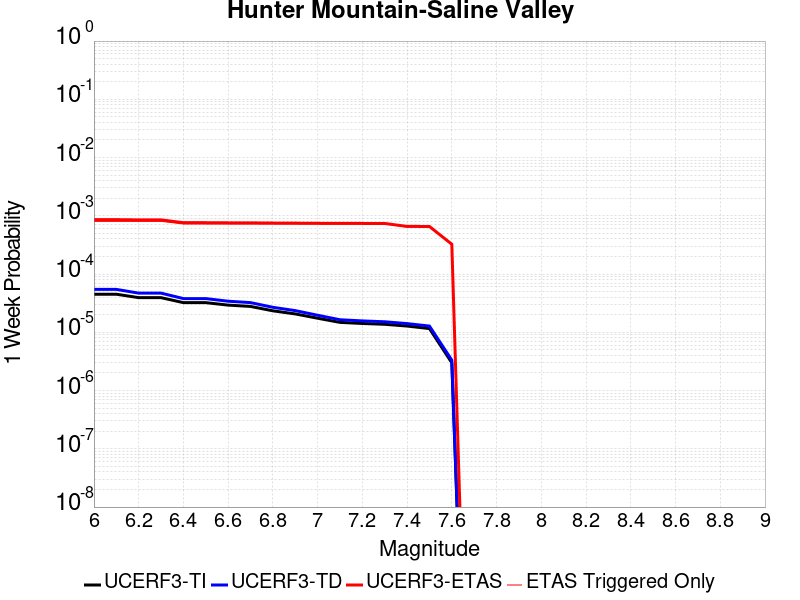 Hunter Mountain-Saline Valley
1 Week Probability
10^0
10^-1
10^-2
10^-3
10^-4
10^-5
10^-6
10^-7
10^-8
6 6.2 6.4 6.6 6.8 7 7.2 7.4 7.6 7.8 8 8.2 8.4 8.6 8.8 9
Magnitude
UCERF3-TI UCERF3-TD UCERF3-ETAS ETAS Triggered Only